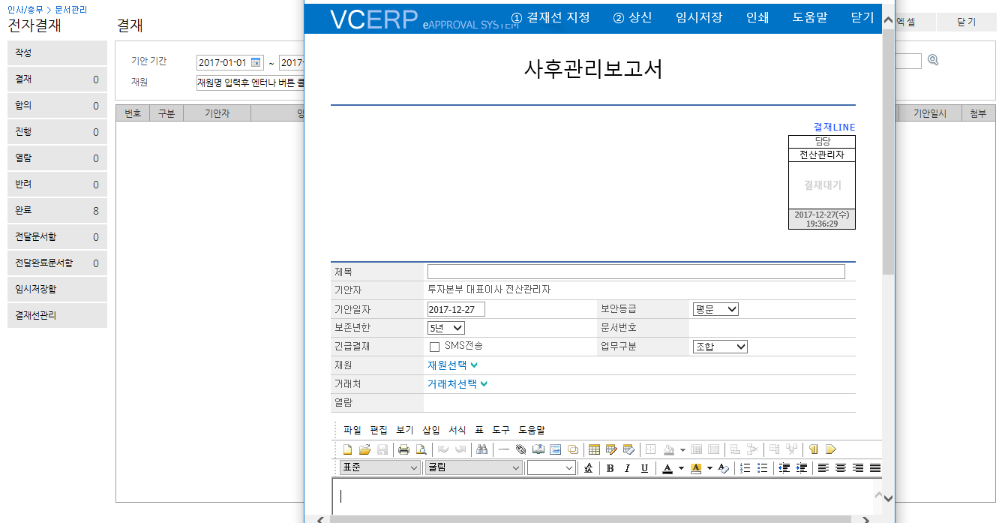 인사/총무 > 문서관리
전자결재
결재
작성
결재 0
합의 0
진행 0
열람 0
반려 0
완료 8
전달문서함 0
전달완료문서함 0
임시저장함
결재선관리
기안 기간 2017-01-01 ~ 2017-
재원 재원명 입력후 엔터나 버튼 클
번호 구분 기안자
엑 셀 닫 기
기안일시 첨부
VCERP eAPPROVAL SYSTEM ① 결재선 지정 ② 상신 임시저장 인쇄 도움말 닫기
사후관리보고서
결재LINE
담당
전산관리자
결재대기
2017-12-27(수)
19:36:29
제목
기안자 투자본부 대표이사 전산관리자
기안일자 2017-12-27 보안등급 평문
보존년한 5년 문서번호
긴급결재 SMS전송 업무구분 조합
재원 재원선택
거래처 거래처선택
열람
파일 편집 보기 삽입 서식 표 도구 도움말
표준 굴림